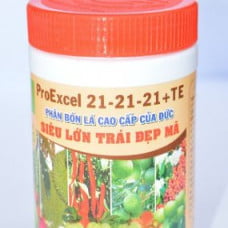 ProExcel 21-21-21+TE
PHÂN BÓN LÁ CAO CẤP CỦA ĐỨC
SIÊU LỚN TRÁI ĐẸP MÃ